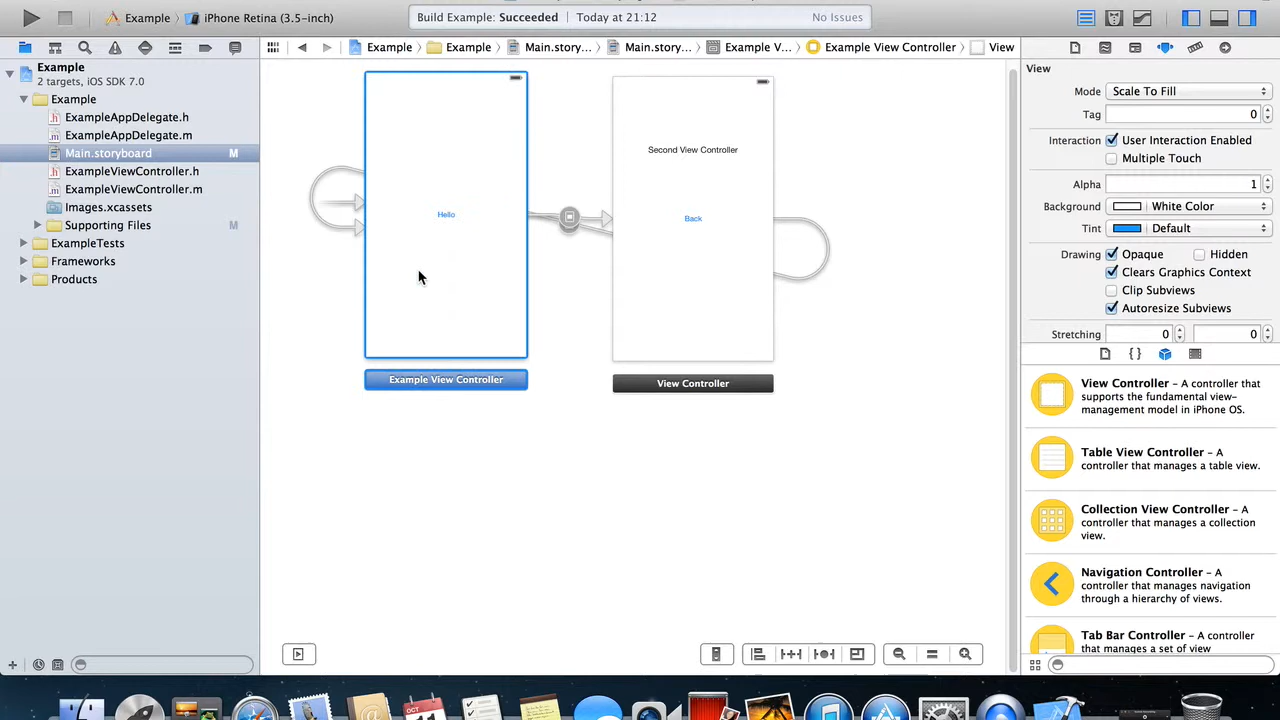 Example
iPhone Retina (3.5-inch)
Build Example: Succeeded
Today at 21:12
No Issues
Example
Example
Main.story...
Main.story...
Example V...
Example View Controller
View
Example
2 targets, iOS SDK 7.0
Example
ExampleAppDelegate.h
ExampleAppDelegate.m
Main.storyboard
M
ExampleViewController.h
ExampleViewController.m
Images.xcassets
Supporting Files
M
ExampleTests
Frameworks
Products
Hello
Example View Controller
Second View Controller
Back
View Controller
View
Mode
Scale To Fill
Tag
0
Interaction
User Interaction Enabled
Multiple Touch
Alpha
1
Background
White Color
Tint
Default
Drawing
Opaque
Hidden
Clears Graphics Context
Clip Subviews
Autoresize Subviews
Stretching
0
0
View Controller – A controller that
supports the fundamental view-
management model in iPhone OS.
Table View Controller – A
controller that manages a table view.
Collection View Controller – A
controller that manages a collection
view.
Navigation Controller – A
controller that manages navigation
through a hierarchy of views.
Tab Bar Controller – A controller
that manages a set of view
OCT